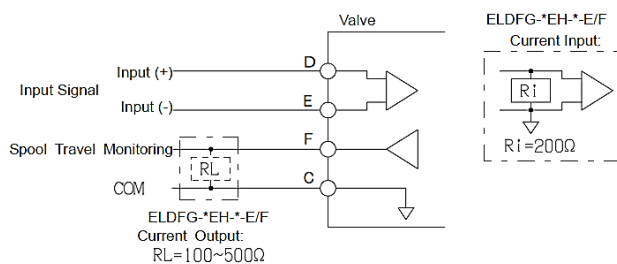 Valve
ELDFG-*EH-*-E/F
Current Input:
D
Input (+)
Input Signal
E
Input (-)
Ri
Ri=200Ω
F
Spool Travel Monitoring
RL
C
COM
ELDFG-*EH-*-E/F
Current Output:
RL=100~500Ω